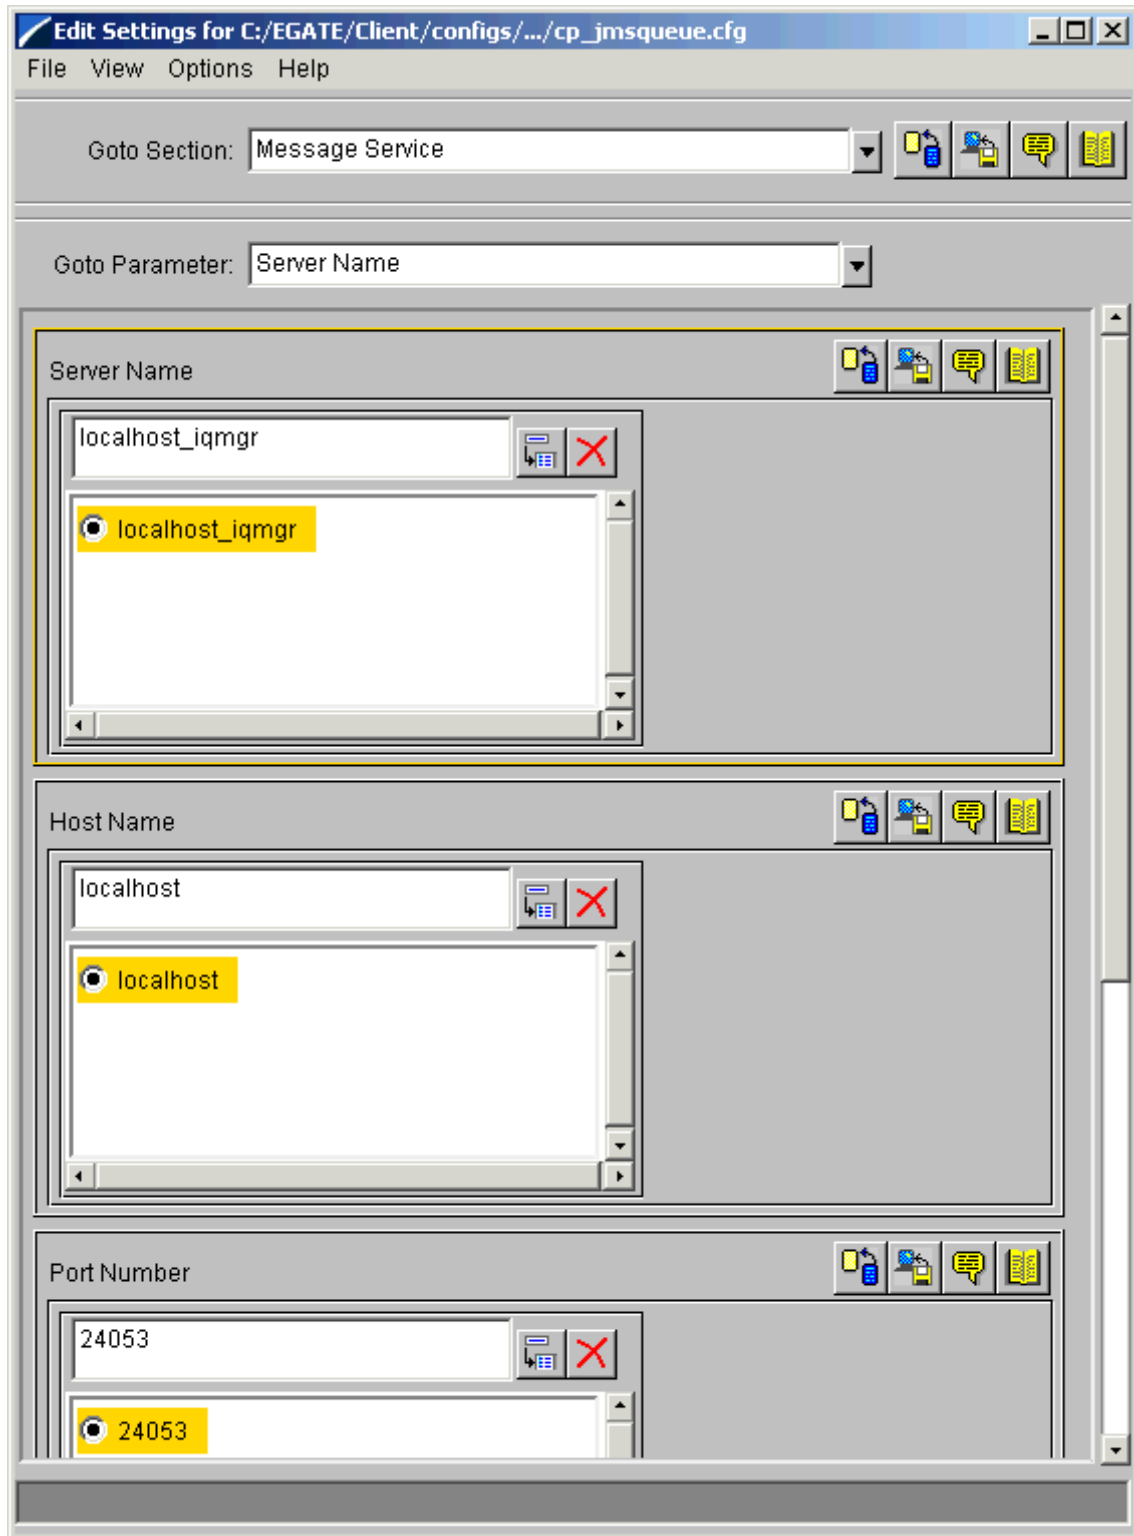 Edit Settings for C:/EGATE/Client/configs/.../cp_jmsqueue.cfg
File View Options Help
Goto Section: Message Service
Goto Parameter: Server Name
Server Name
localhost_iqmgr
localhost_iqmgr
Host Name
localhost
localhost
Port Number
24053
24053